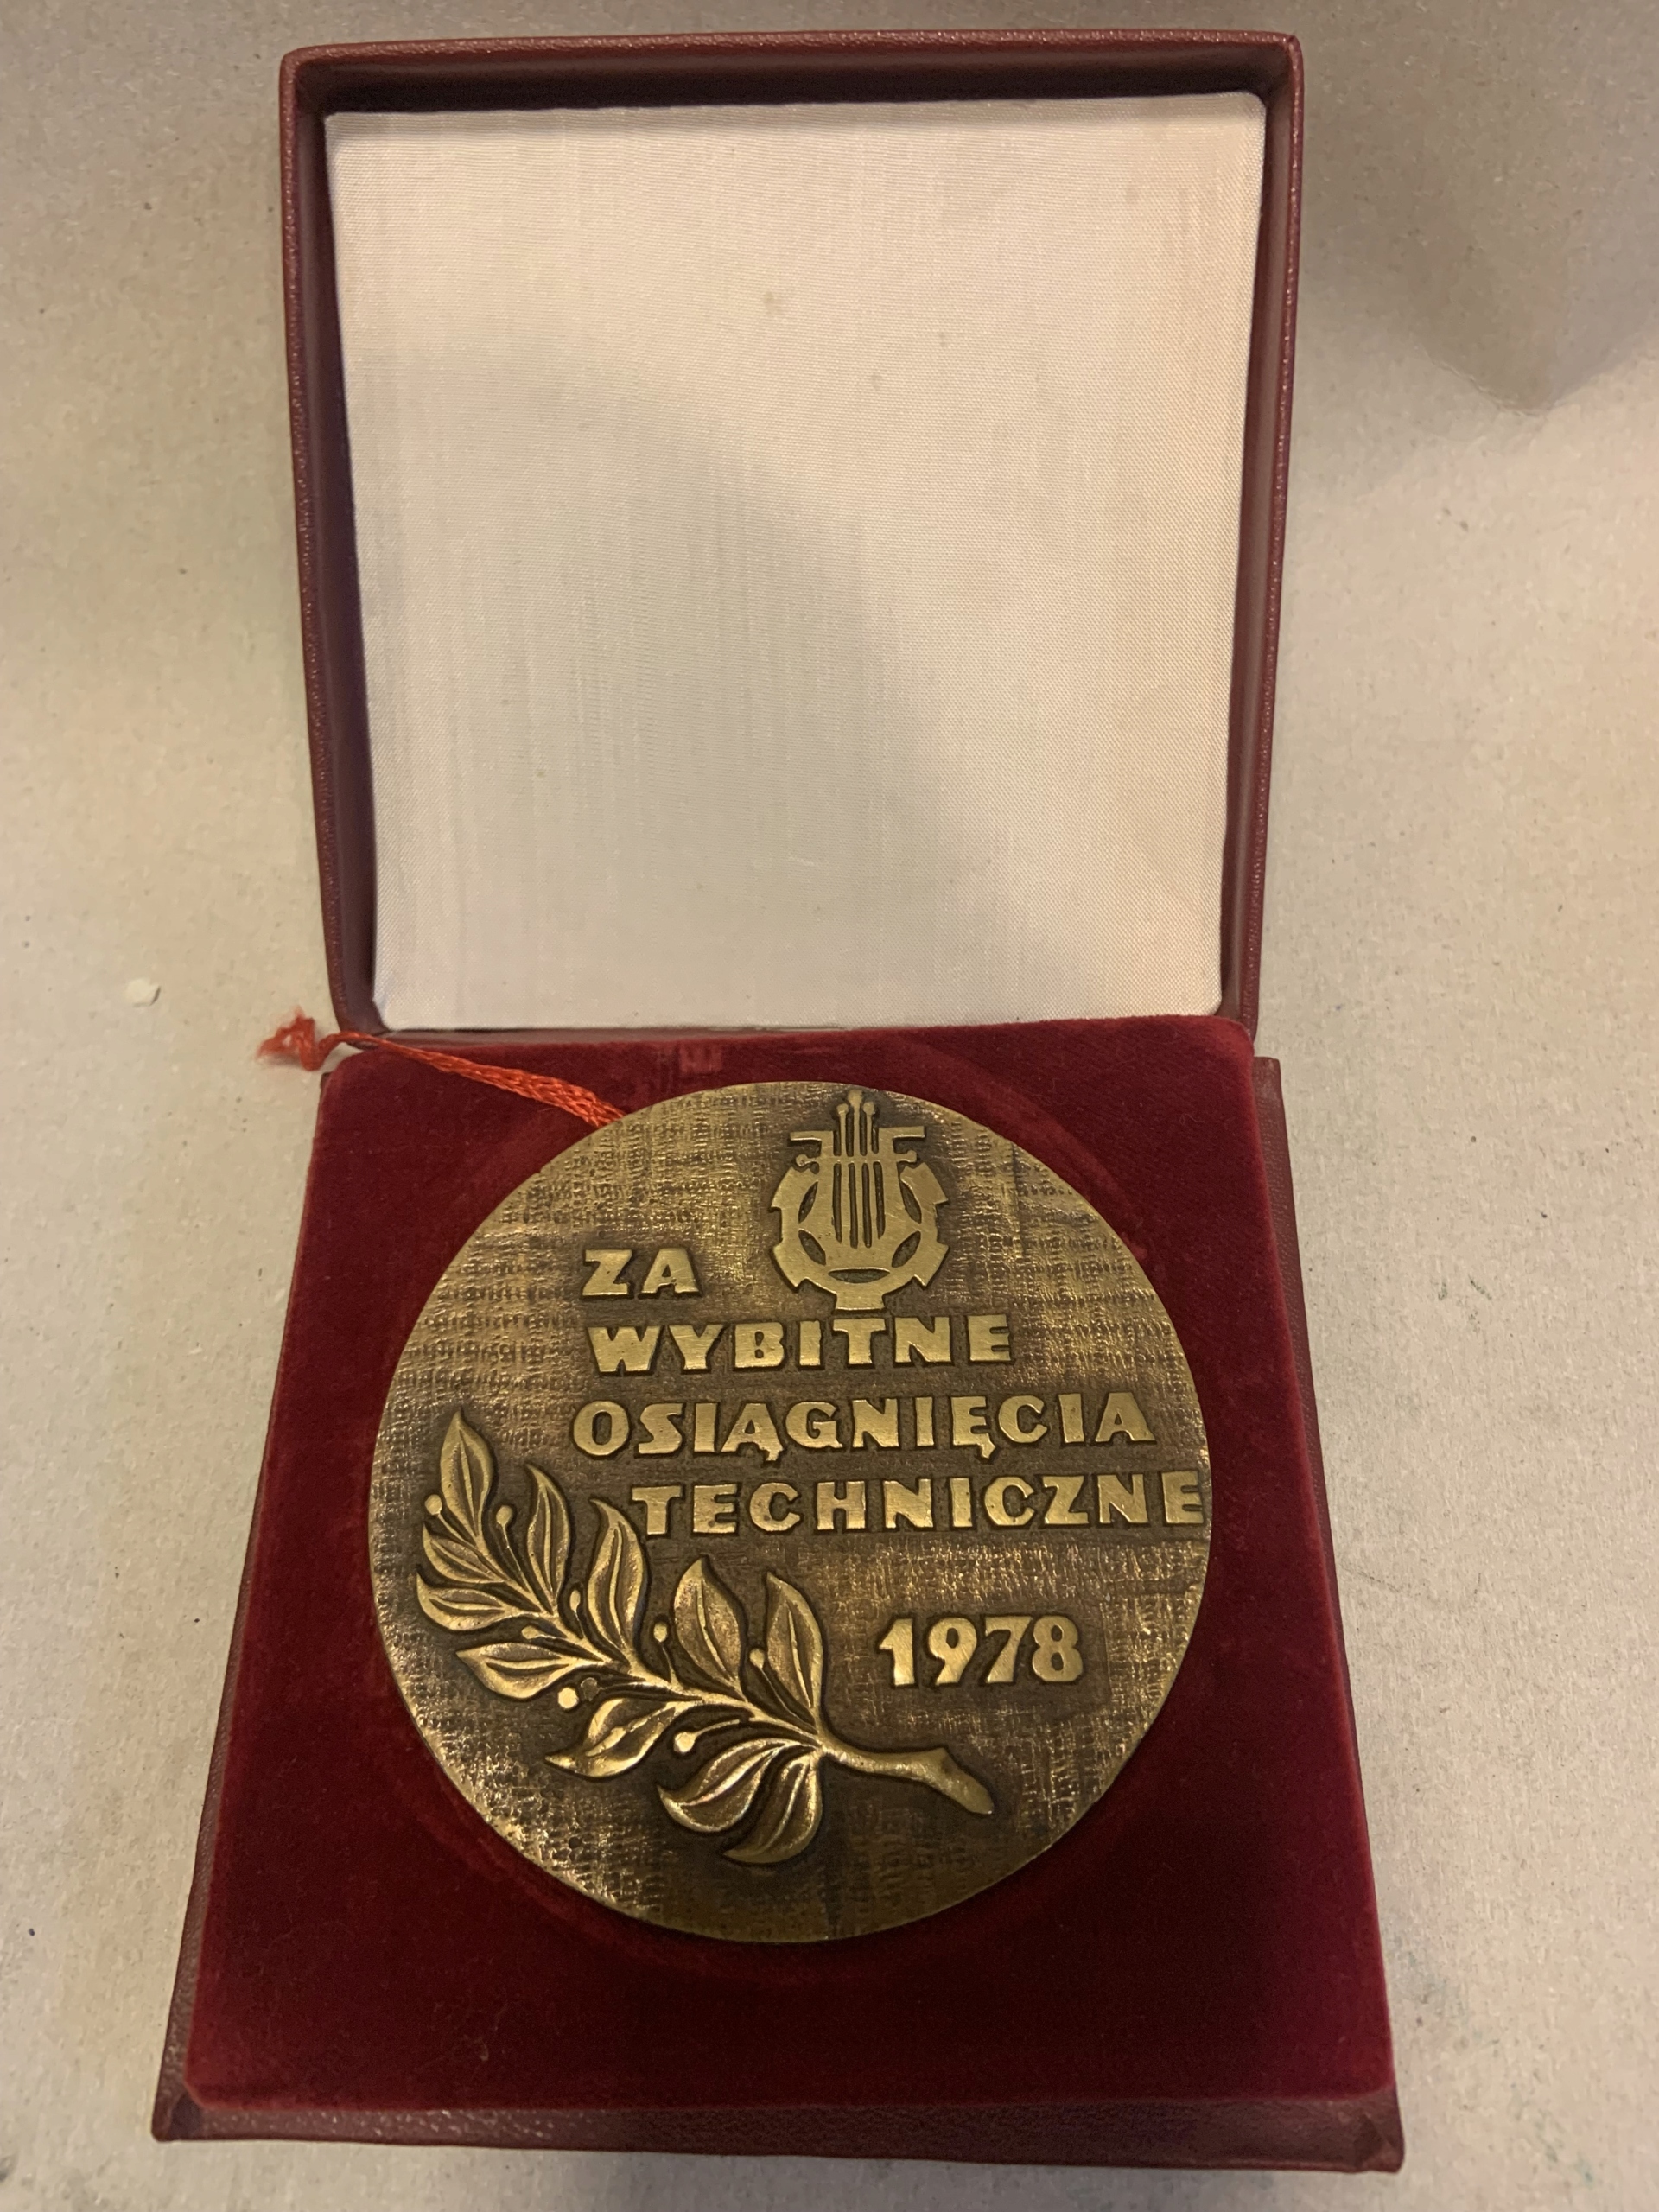 ZA
WYBITNE
OSIĄGNIĘCIA
TECHNICZNE
1978